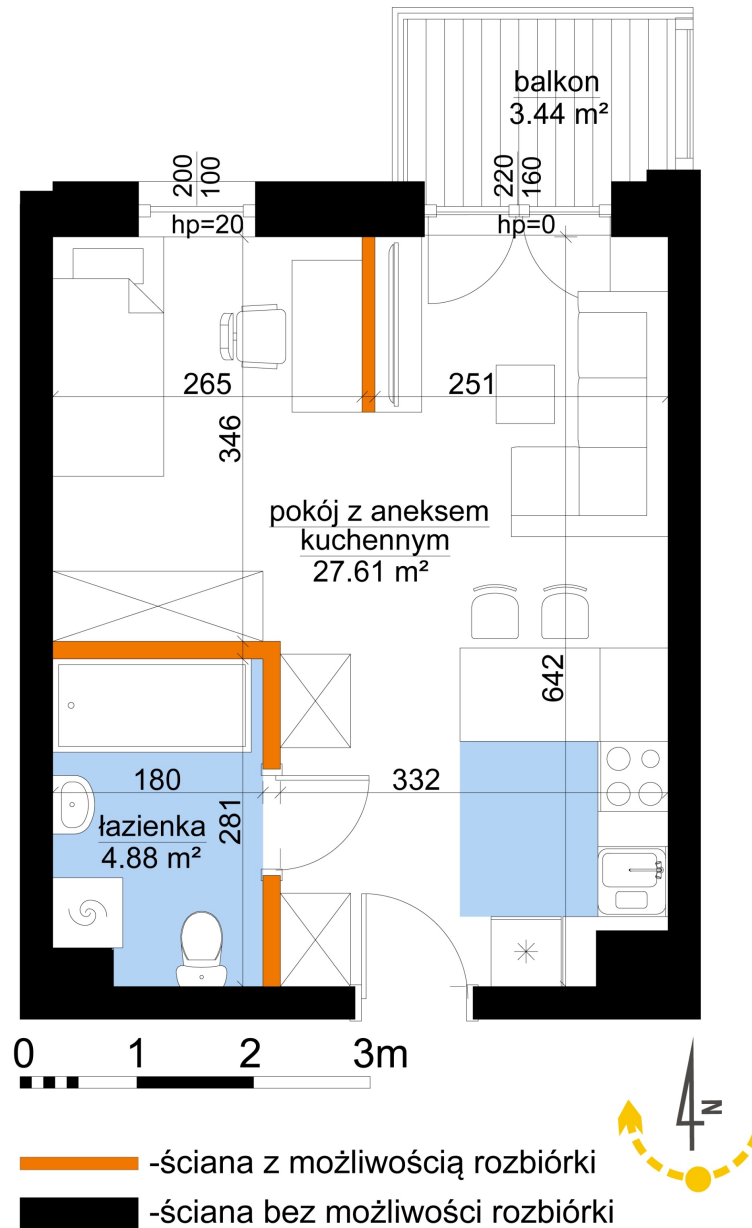 balkon
3.44 m²
200
100
220
160
hp=20
hp=0
265
251
346
pokój z aneksem
kuchennym
27.61 m²
642
180
332
łazienka
4.88 m²
281
0 1 2 3m
N
-ściana z możliwością rozbiórki
-ściana bez możliwości rozbiórki